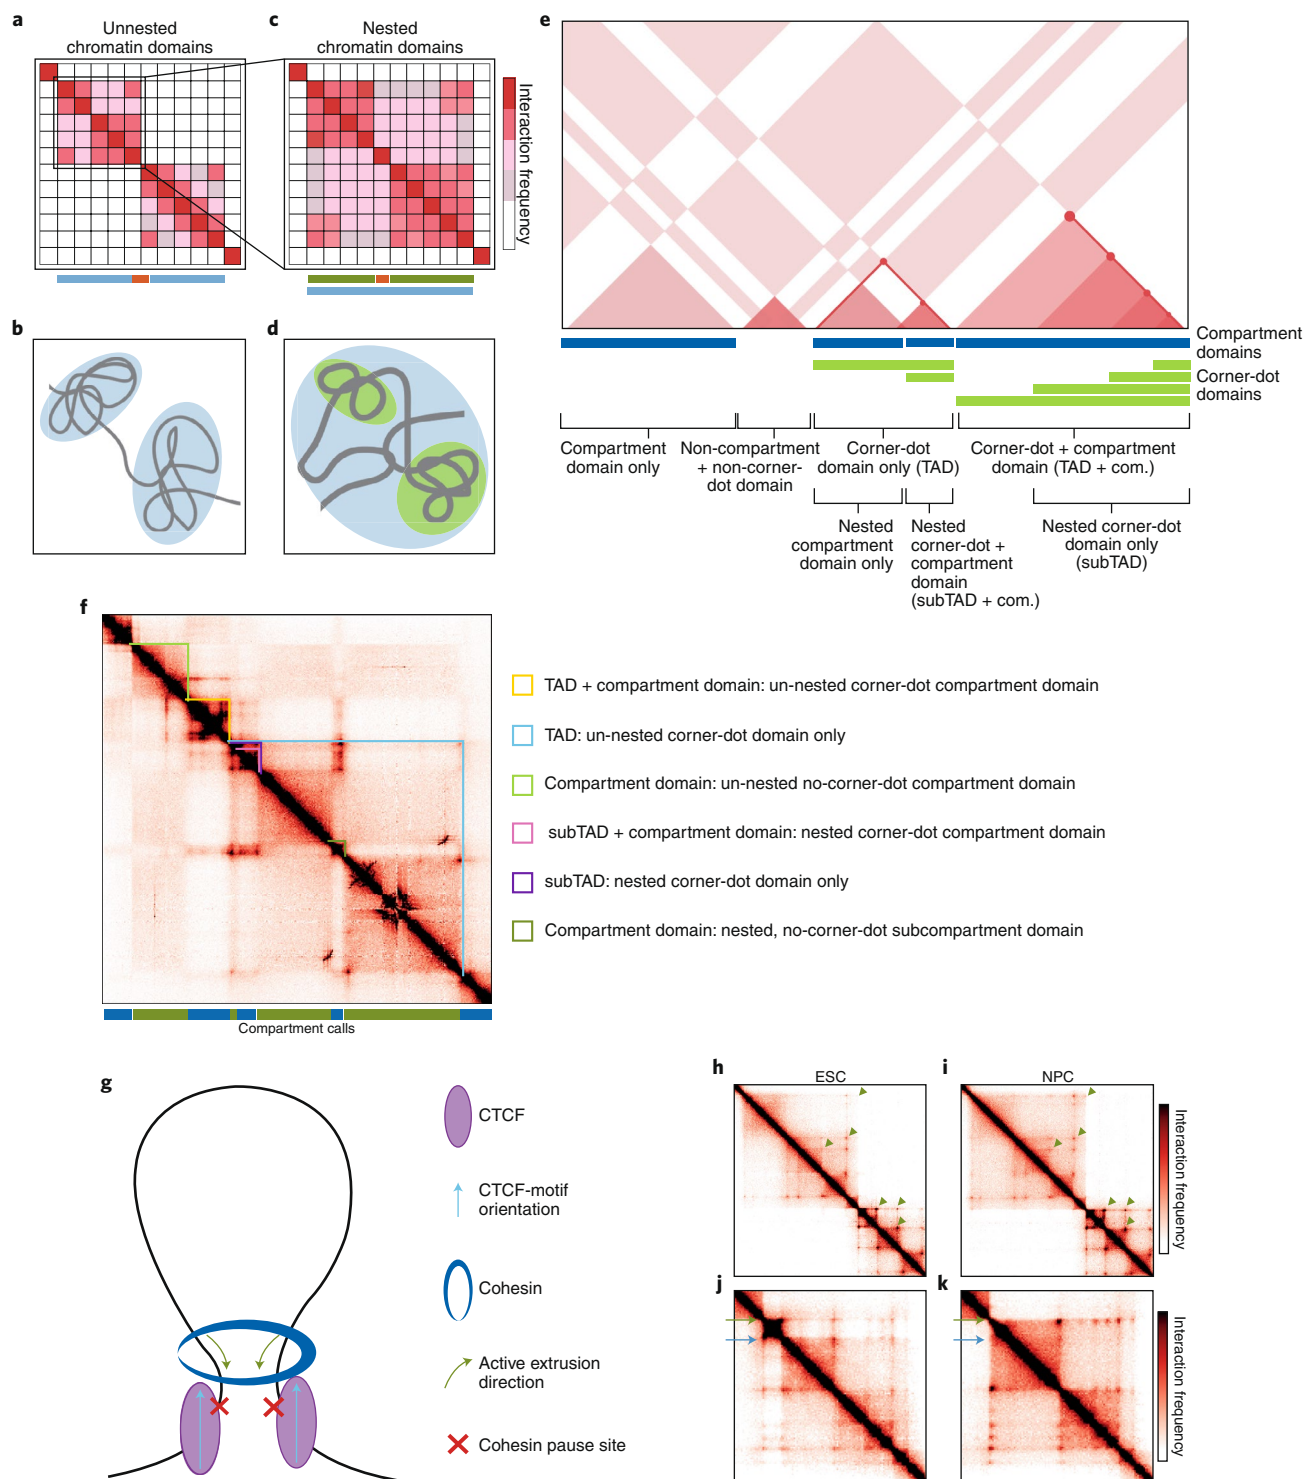 a
Unnested
chromatin domains
c
Nested
chromatin domains
Interaction frequency
b
d
e
Compartment
domains
Corner-dot
domains
Compartment
domain only
Non-compartment
+ non-corner-
dot domain
Corner-dot
domain only (TAD)
Corner-dot + compartment
domain (TAD + com.)
Nested
compartment
domain only
Nested
corner-dot +
compartment
domain
(subTAD + com.)
Nested corner-dot
domain only
(subTAD)
f
Compartment calls
TAD + compartment domain: un-nested corner-dot compartment domain
TAD: un-nested corner-dot domain only
Compartment domain: un-nested no-corner-dot compartment domain
subTAD + compartment domain: nested corner-dot compartment domain
subTAD: nested corner-dot domain only
Compartment domain: nested, no-corner-dot subcompartment domain
g
CTCF
CTCF-motif
orientation
Cohesin
Active extrusion
direction
Cohesin pause site
h
ESC
i
NPC
Interaction frequency
j
k
Interaction frequency